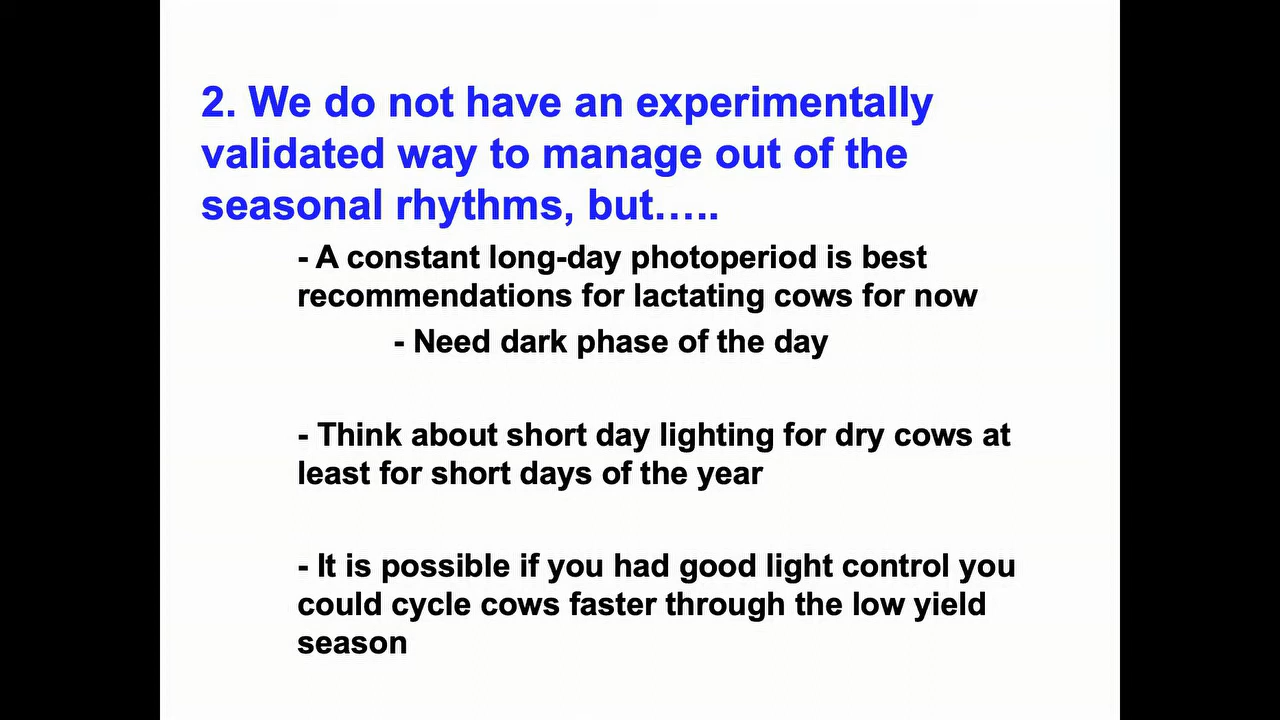 2. We do not have an experimentally
validated way to manage out of the
seasonal rhythms, but.....
- A constant long-day photoperiod is best
recommendations for lactating cows for now
- Need dark phase of the day
- Think about short day lighting for dry cows at
least for short days of the year
- It is possible if you had good light control you
could cycle cows faster through the low yield
season